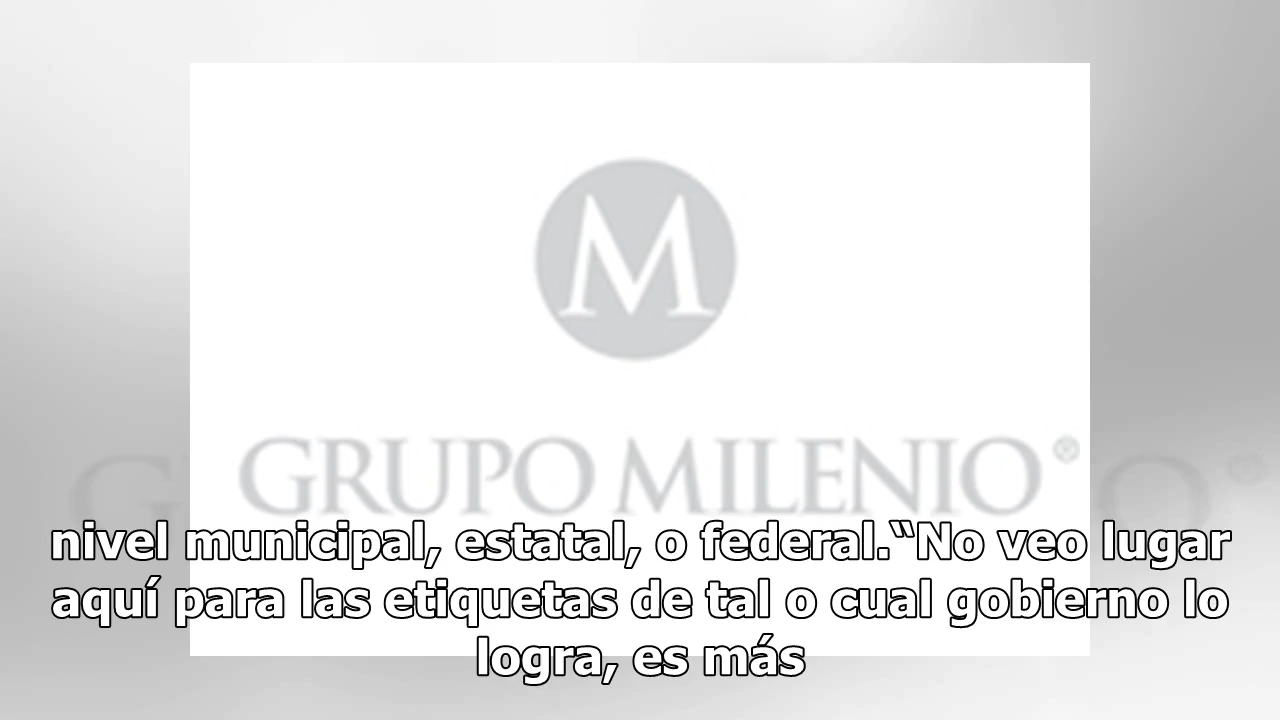 M
GRUPO MILENIO®
G
O®
nivel municipal, estatal, o federal.“No veo lugar
aquí para las etiquetas de tal o cual gobierno lo
logra, es más